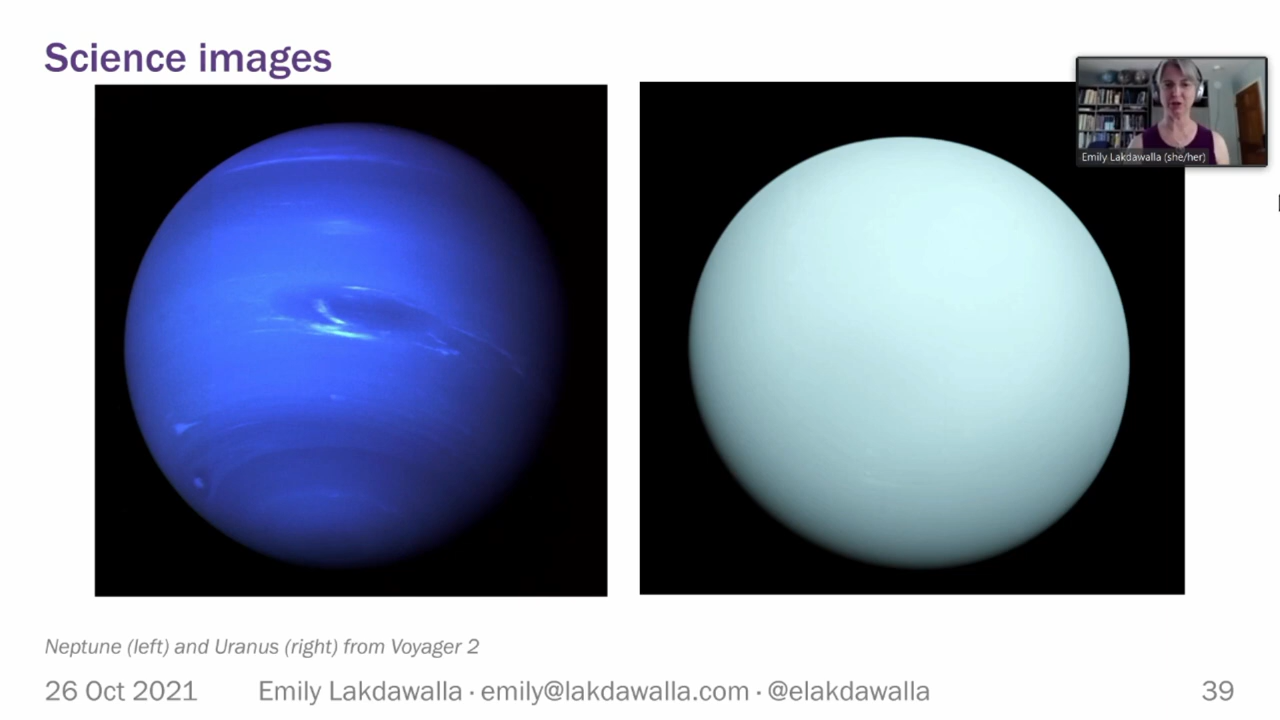 Science images
Emily Lakdawalla (she/her)
Neptune (left) and Uranus (right) from Voyager 2
26 Oct 2021 Emily Lakdawalla · emily@lakdawalla.com · @elakdawalla 39